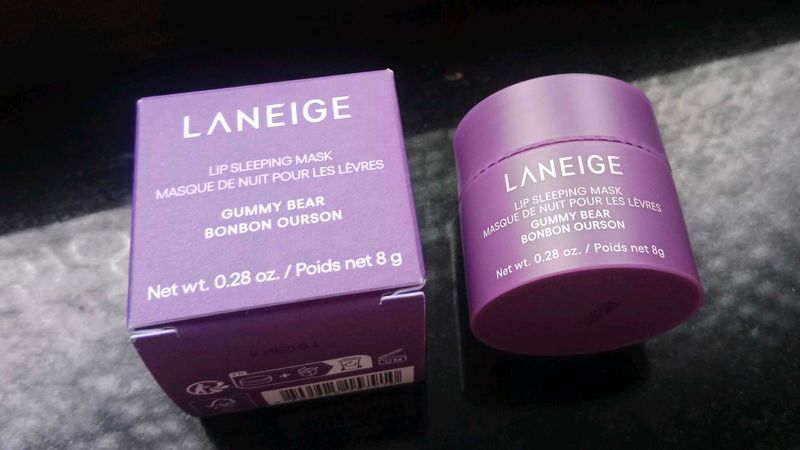 LANEIGE
LIP SLEEPING MASK
MASQUE DE NUIT POUR LES LÈVRES
GUMMY BEAR
BONBON OURSON
Net wt. 0.28 oz. / Poids net 8 g
LANEIGE
LIP SLEEPING MASK
MASQUE DE NUIT POUR LES LÈVRES
GUMMY BEAR
BONBON OURSON
Net wt. 0.28 oz. / Poids net 8g